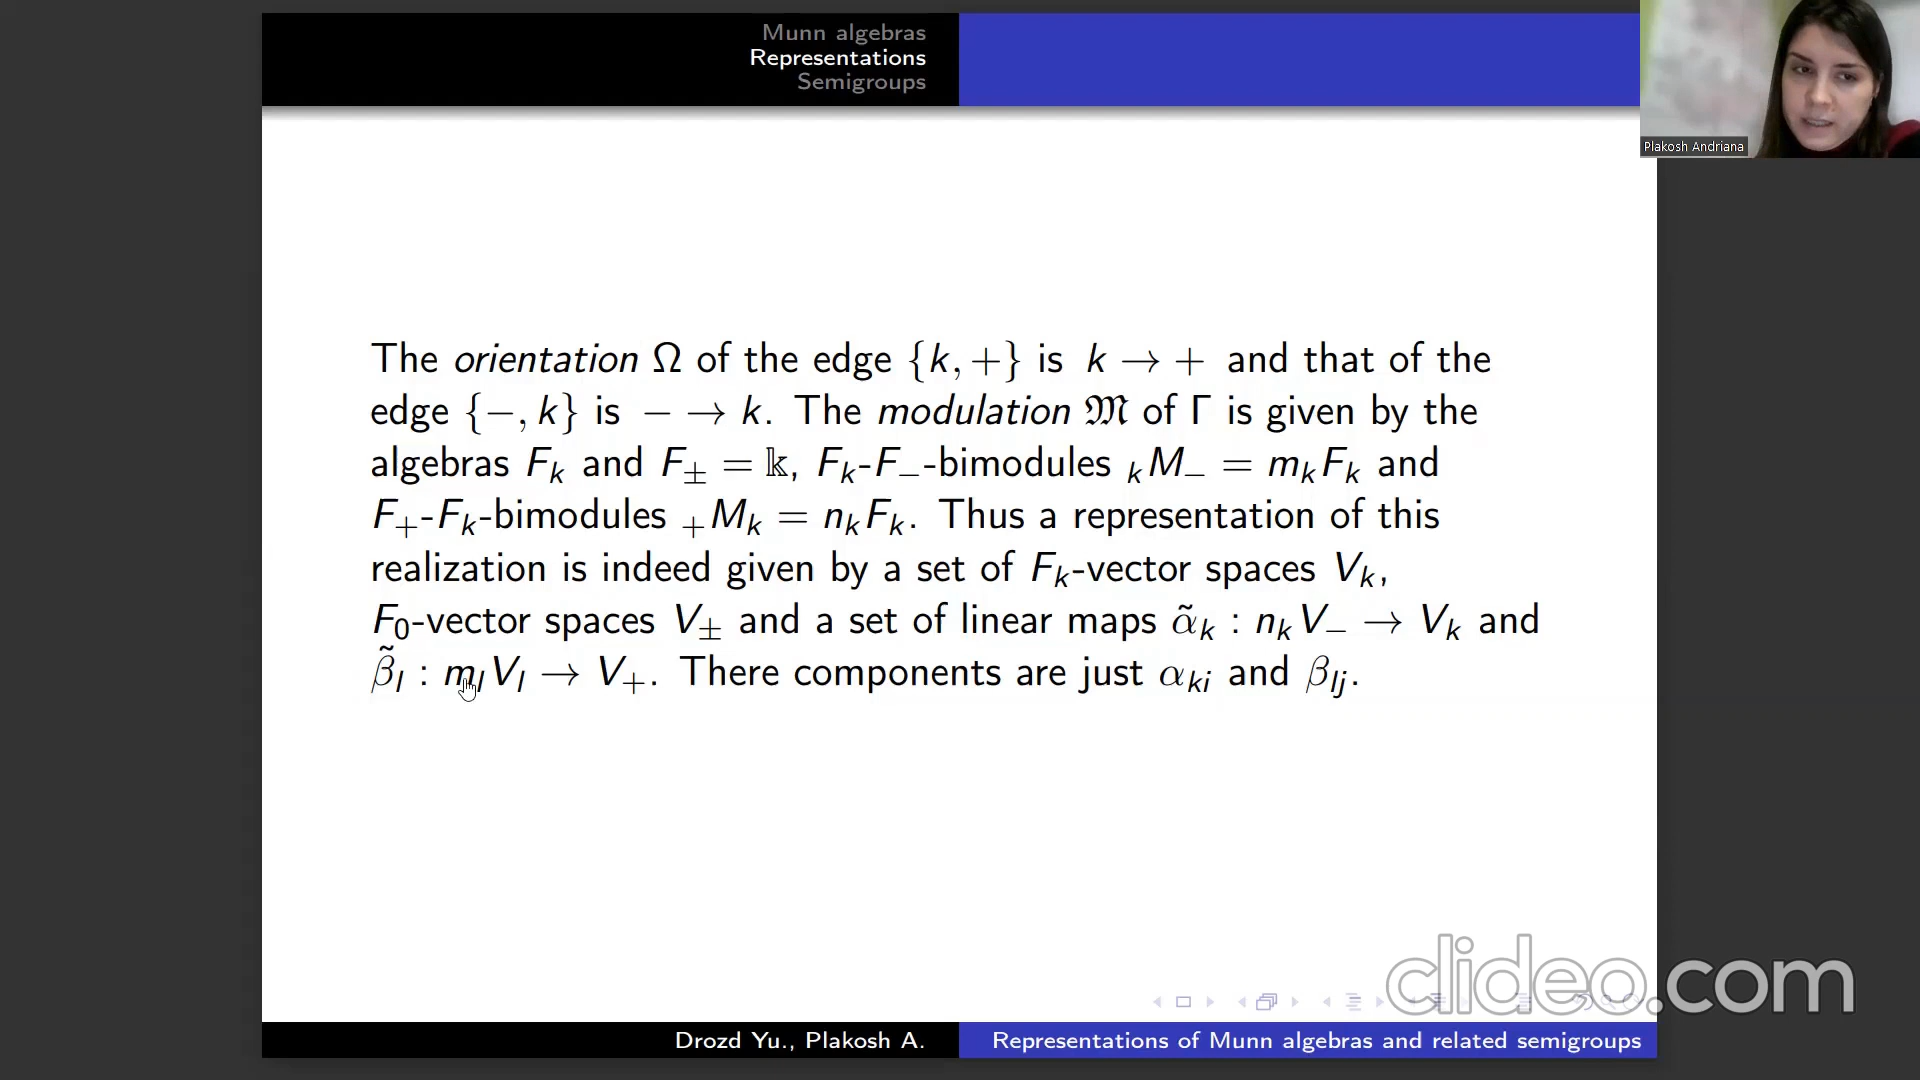 Munn algebras
Representations
Semigroups
Plakosh Andriana
The orientation Ω of the edge {k, +} is k → + and that of the
edge {−, k} is − → k. The modulation 𝔐 of Γ is given by the
algebras F_k and F_± = 𝕜, F_k-F_−-bimodules _kM_− = m_kF_k and
F_+-F_k-bimodules _+M_k = n_kF_k. Thus a representation of this
realization is indeed given by a set of F_k-vector spaces V_k,
F_0-vector spaces V_± and a set of linear maps α̃_k : n_kV_− → V_k and
β̃_l : m_lV_l → V_+. There components are just α_{ki} and β_{lj}.
clideo.com
Drozd Yu., Plakosh A.
Representations of Munn algebras and related semigroups